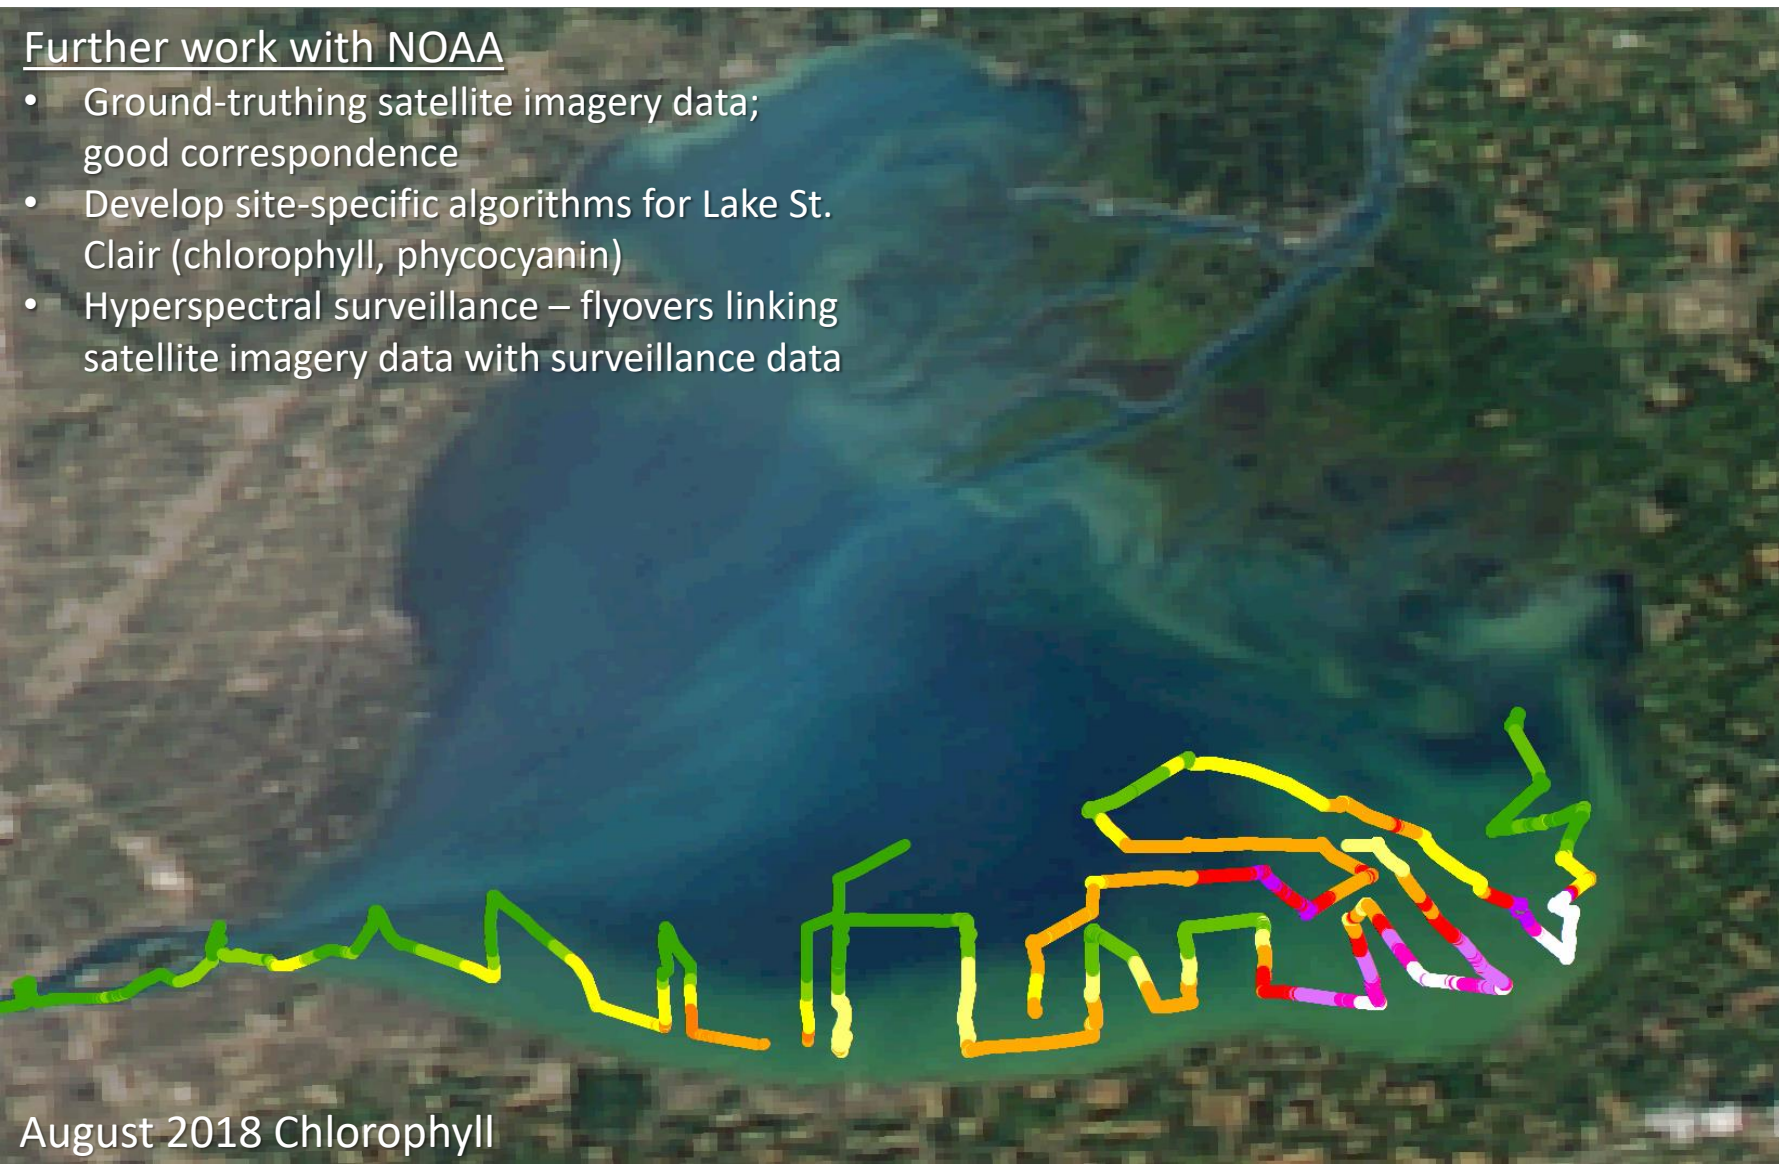 Further work with NOAA
• Ground-truthing satellite imagery data;
good correspondence
• Develop site-specific algorithms for Lake St.
Clair (chlorophyll, phycocyanin)
• Hyperspectral surveillance – flyovers linking
satellite imagery data with surveillance data
August 2018 Chlorophyll